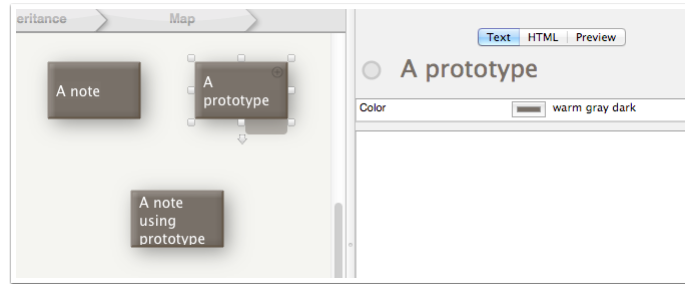 eritance
Map
A note
A
prototype
A note
using
prototype
Text HTML Preview
A prototype
Color
warm gray dark